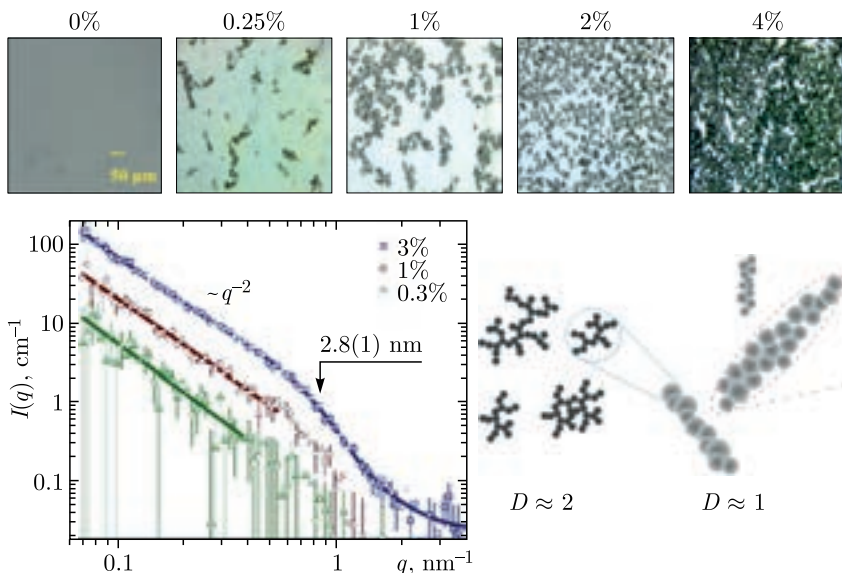 0% 0.25% 1% 2% 4%
50 μm
100
10
1
0.1
I(q), cm⁻¹
~q⁻²
3%
1%
0.3%
2.8(1) nm
0.1 1 q, nm⁻¹
D ≈ 2 D ≈ 1